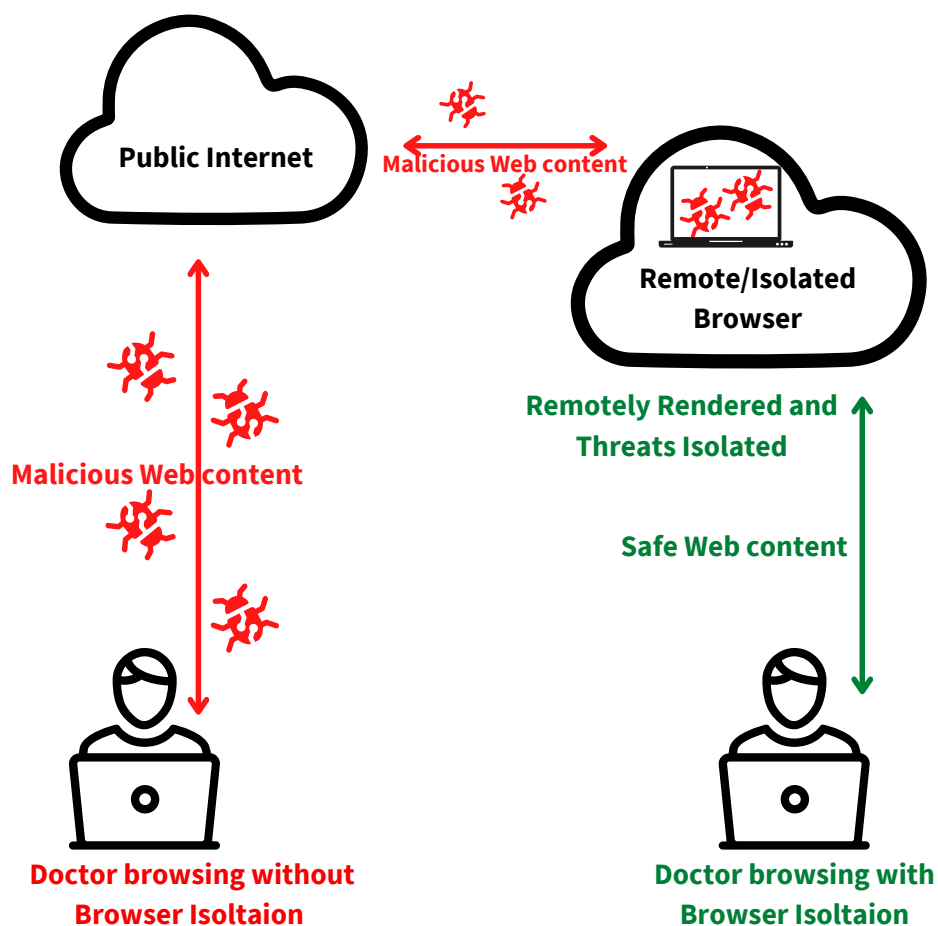 Public Internet
Malicious Web content
Remote/Isolated
Browser
Remotely Rendered and
Threats Isolated
Malicious Web content
Safe Web content
Doctor browsing without
Browser Isoltaion
Doctor browsing with
Browser Isoltaion